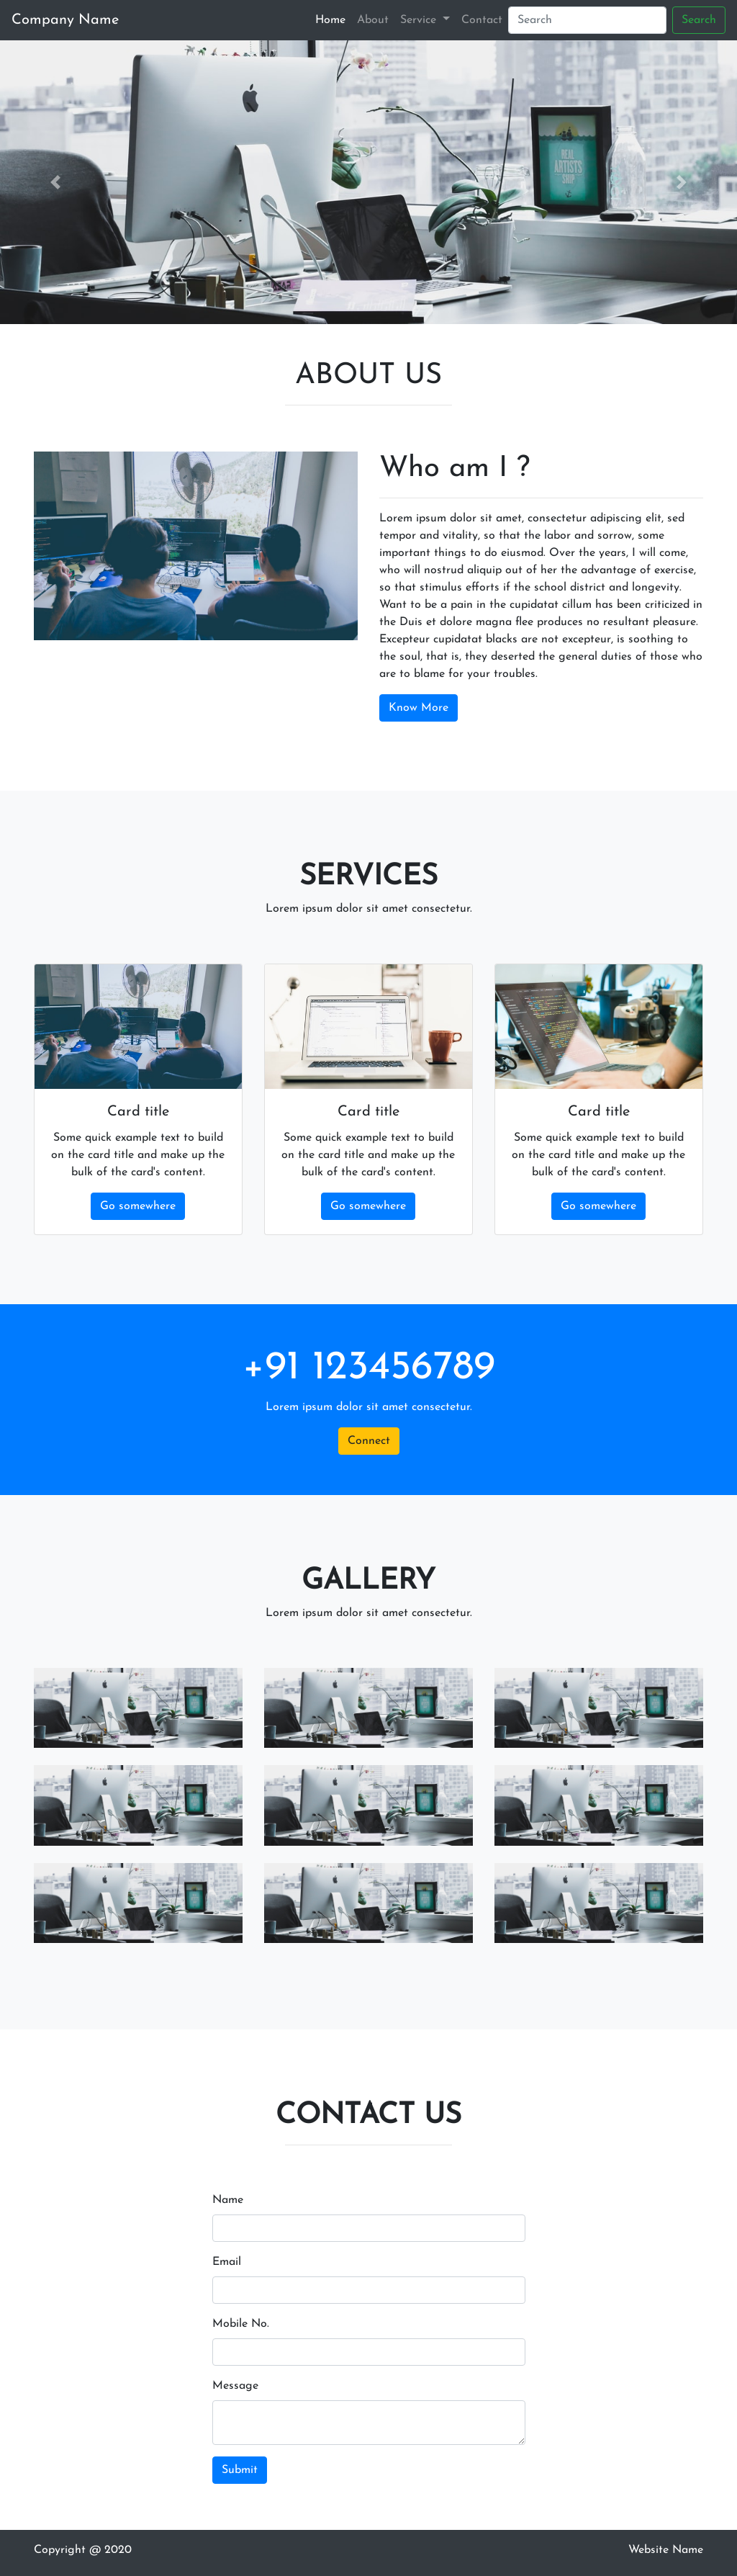 Company Name
Home About Service Contact Search Search
REAL ARTISTS SHIP
ABOUT US
Who am I ?
Lorem ipsum dolor sit amet, consectetur adipiscing elit, sed
tempor and vitality, so that the labor and sorrow, some
important things to do eiusmod. Over the years, I will come,
who will nostrud aliquip out of her the advantage of exercise,
so that stimulus efforts if the school district and longevity.
Want to be a pain in the cupidatat cillum has been criticized in
the Duis et dolore magna flee produces no resultant pleasure.
Excepteur cupidatat blacks are not excepteur, is soothing to
the soul, that is, they deserted the general duties of those who
are to blame for your troubles.
Know More
SERVICES
Lorem ipsum dolor sit amet consectetur.
Card title
Some quick example text to build
on the card title and make up the
bulk of the card's content.
Go somewhere
Card title
Some quick example text to build
on the card title and make up the
bulk of the card's content.
Go somewhere
Card title
Some quick example text to build
on the card title and make up the
bulk of the card's content.
Go somewhere
+91 123456789
Lorem ipsum dolor sit amet consectetur.
Connect
GALLERY
Lorem ipsum dolor sit amet consectetur.
CONTACT US
Name
Email
Mobile No.
Message
Submit
Copyright @ 2020
Website Name